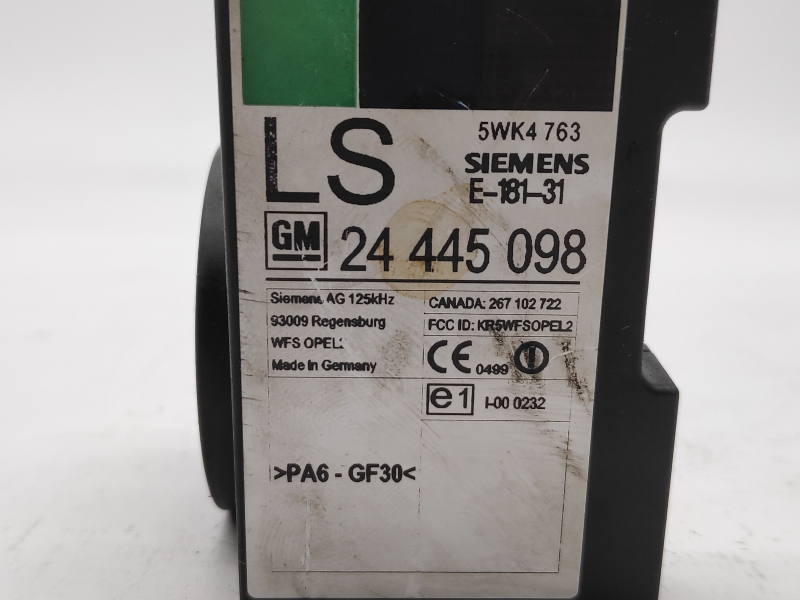 LS
5WK4 763
SIEMENS
E-181-31
GM 24 445 098
Siemens AG 125kHz
93009 Regensburg
WFS OPEL2
Made in Germany
CANADA: 267 102 722
FCC ID: KR5WFSOPEL2
CE 0499
e1 I-00 0232
>PA6 - GF30<